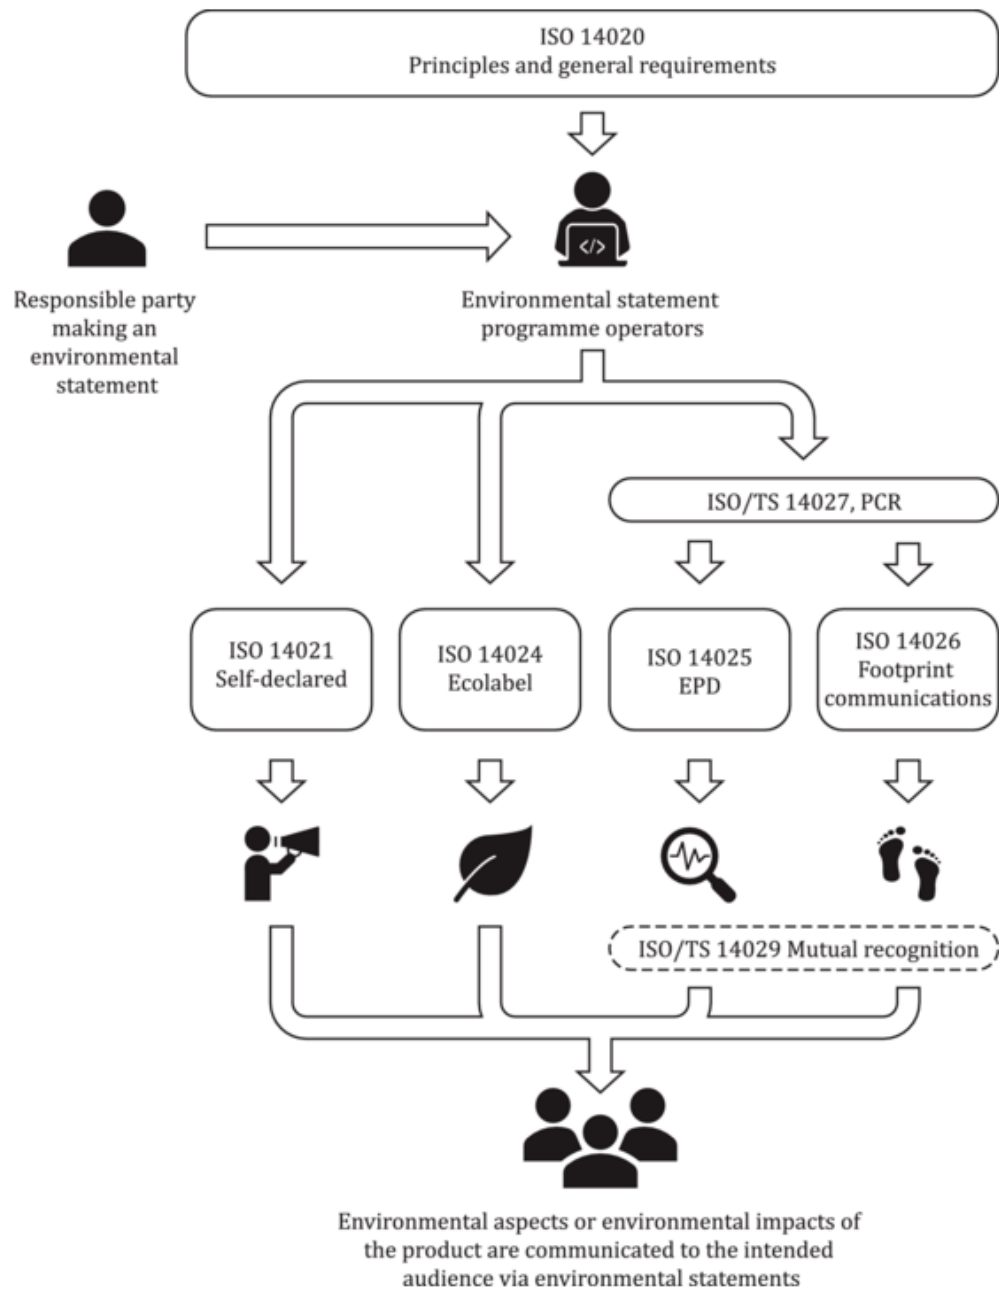 ISO 14020
Principles and general requirements
</>
Responsible party
making an
environmental
statement
Environmental statement
programme operators
ISO/TS 14027, PCR
ISO 14021
Self-declared
ISO 14024
Ecolabel
ISO 14025
EPD
ISO 14026
Footprint
communications
ISO/TS 14029 Mutual recognition
Environmental aspects or environmental impacts of
the product are communicated to the intended
audience via environmental statements